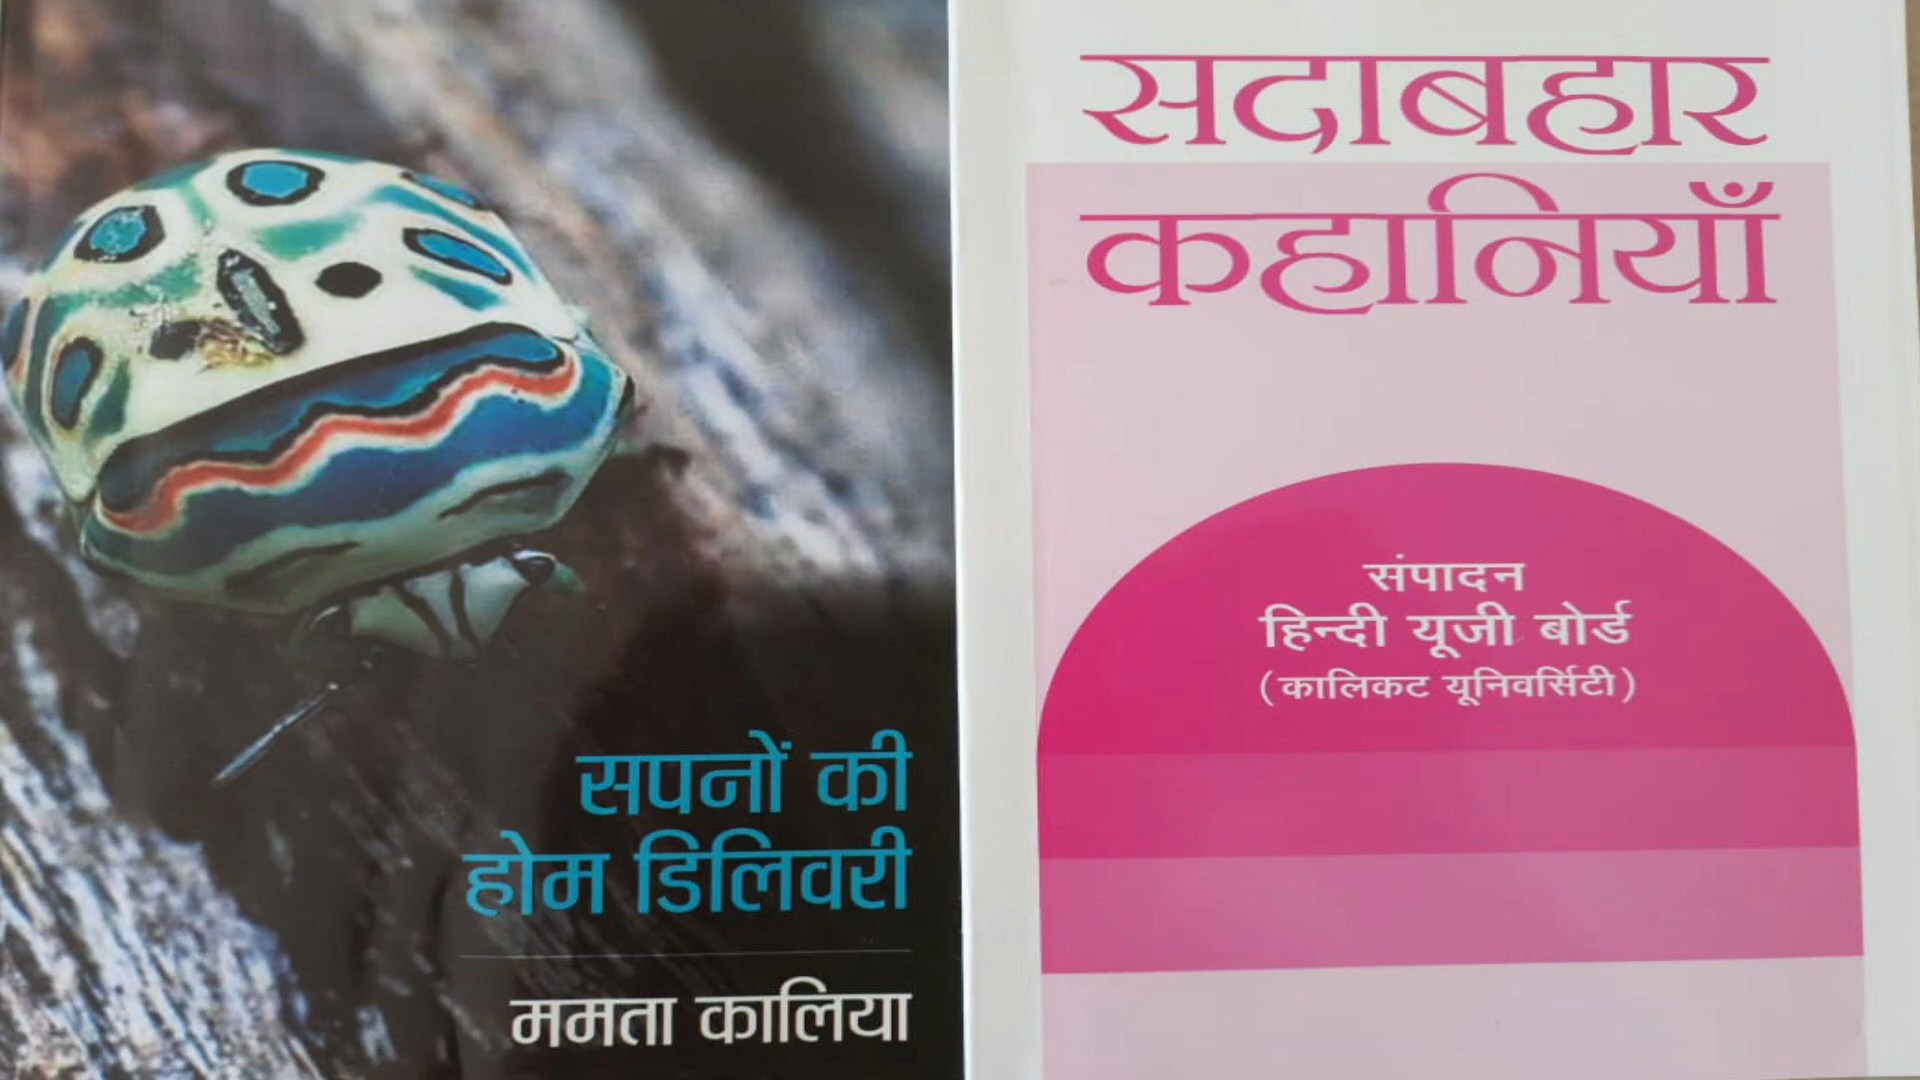 सपनों की
होम डिलिवरी
ममता कालिया
सदाबहार
कहानियाँ
संपादन
हिन्दी यूजी बोर्ड
(कालिकट यूनिवर्सिटी)